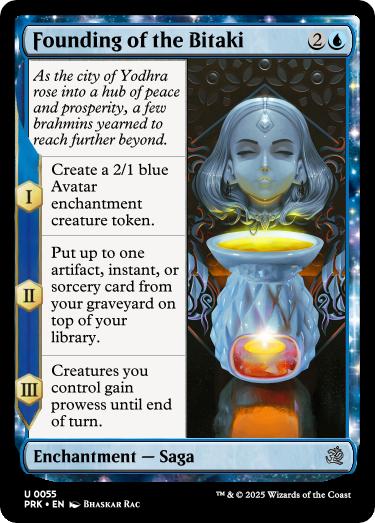 Founding of the Bitaki 2
As the city of Yodhra
rose into a hub of peace
and prosperity, a few
brahmins yearned to
reach further beyond.
I
Create a 2/1 blue
Avatar
enchantment
creature token.
II
Put up to one
artifact, instant, or
sorcery card from
your graveyard on
top of your
library.
III
Creatures you
control gain
prowess until end
of turn.
Enchantment — Saga
U 0055
PRK • EN Bhaskar Rac
™ & © 2025 Wizards of the Coast